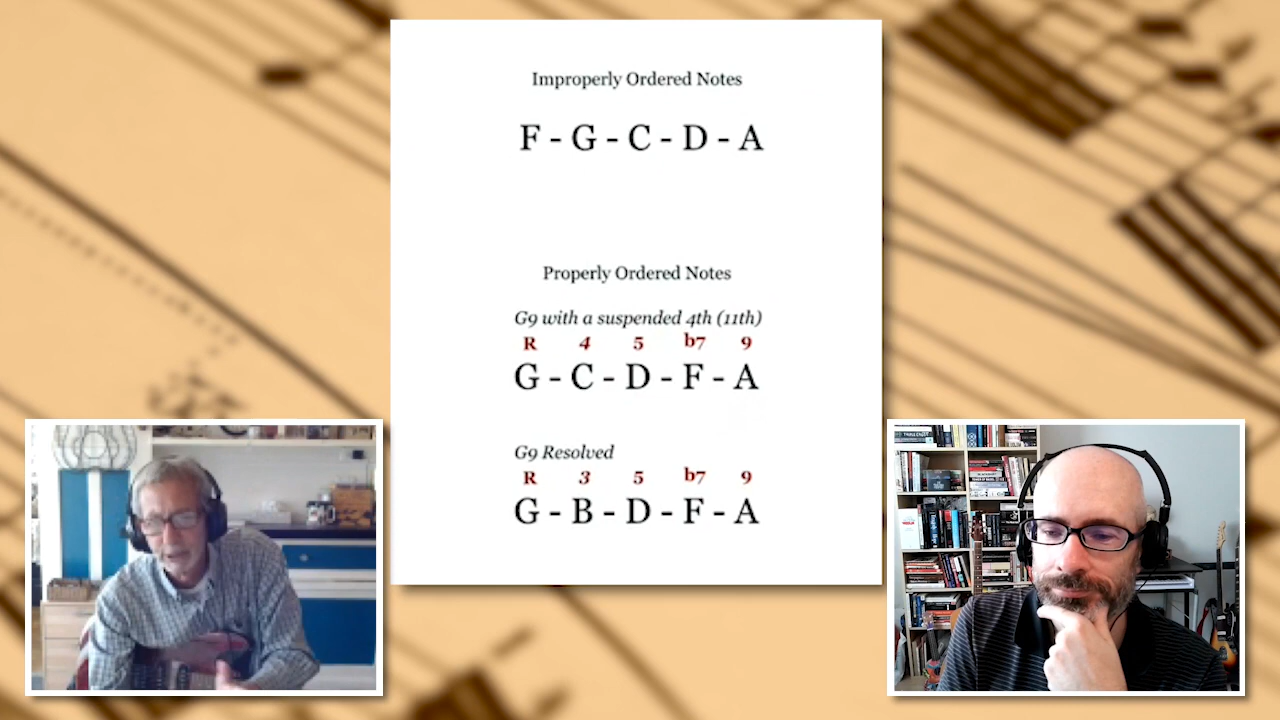 Improperly Ordered Notes
F - G - C - D - A
Properly Ordered Notes
G9 with a suspended 4th (11th)
R 4 5 b7 9
G - C - D - F - A
G9 Resolved
R 3 5 b7 9
G - B - D - F - A